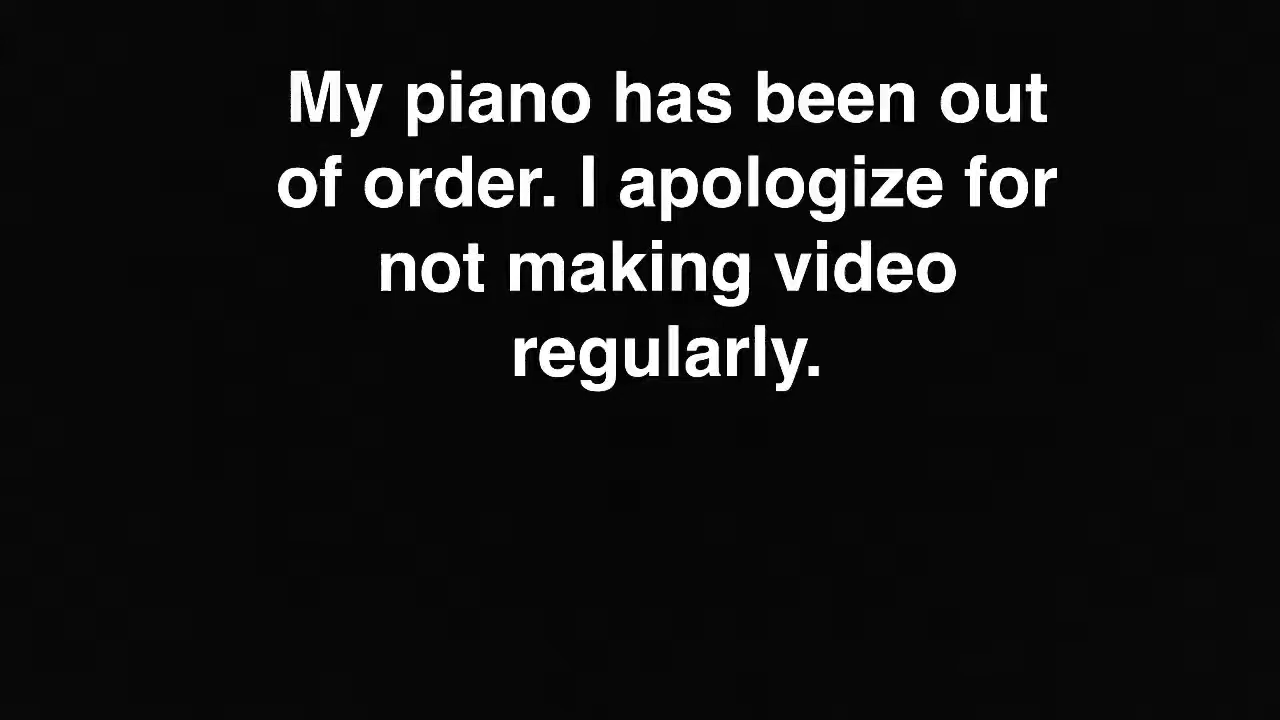 My piano has been out
of order. I apologize for
not making video
regularly.